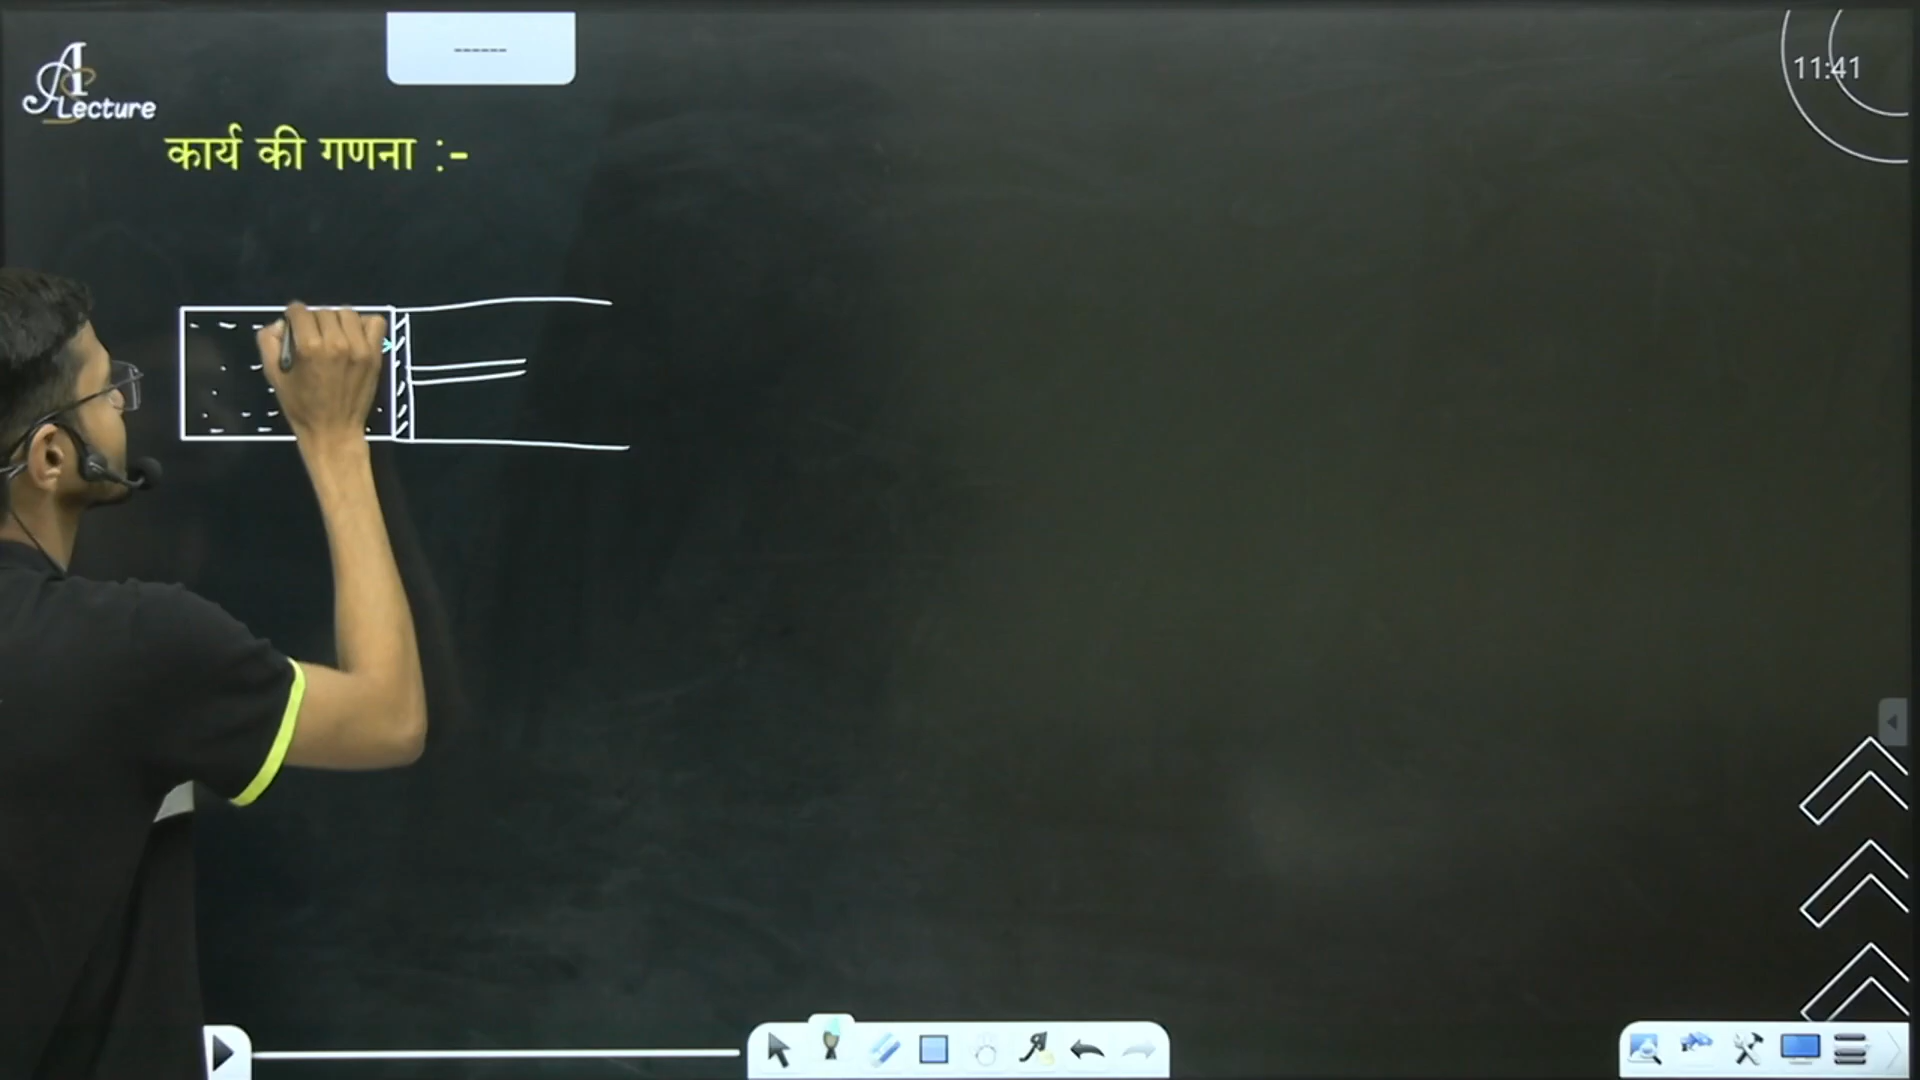 A
Lecture
------
11:41
कार्य की गणना :-